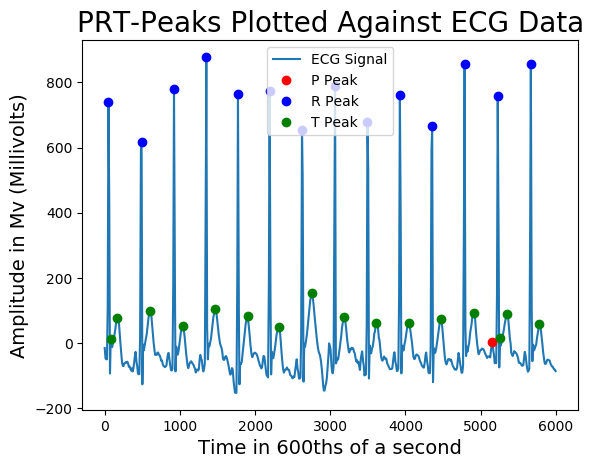 PRT-Peaks Plotted Against ECG Data
ECG Signal
P Peak
R Peak
T Peak
Amplitude in Mv (Millivolts)
800
600
400
200
0
−200
0 1000 2000 3000 4000 5000 6000
Time in 600ths of a second